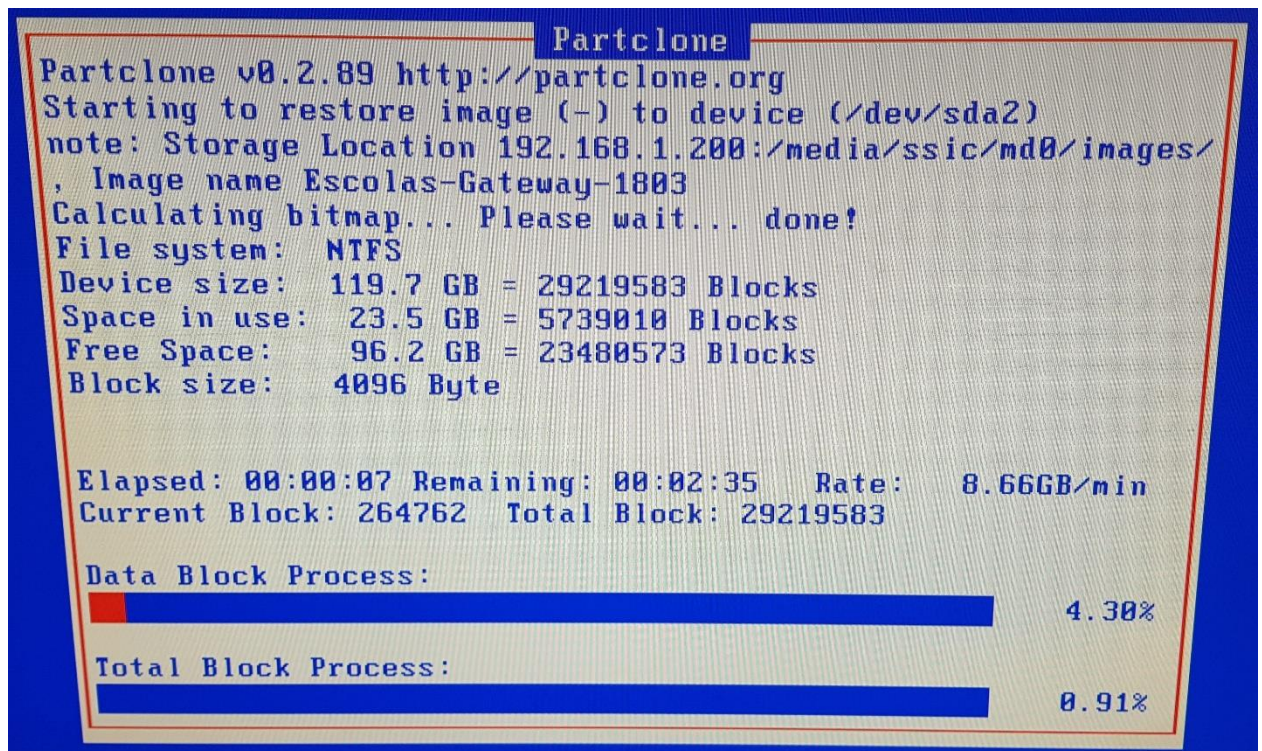 Partclone
Partclone v0.2.89 http://partclone.org
Starting to restore image (-) to device (/dev/sda2)
note: Storage Location 192.168.1.200:/media/ssic/md0/images/
, Image name Escolas-Gateway-1803
Calculating bitmap... Please wait... done!
File system: NTFS
Device size: 119.7 GB = 29219583 Blocks
Space in use: 23.5 GB = 5739010 Blocks
Free Space: 96.2 GB = 23480573 Blocks
Block size: 4096 Byte
Elapsed: 00:00:07 Remaining: 00:02:35 Rate: 8.66GB/min
Current Block: 264762 Total Block: 29219583
Data Block Process:
4.30%
Total Block Process:
0.91%